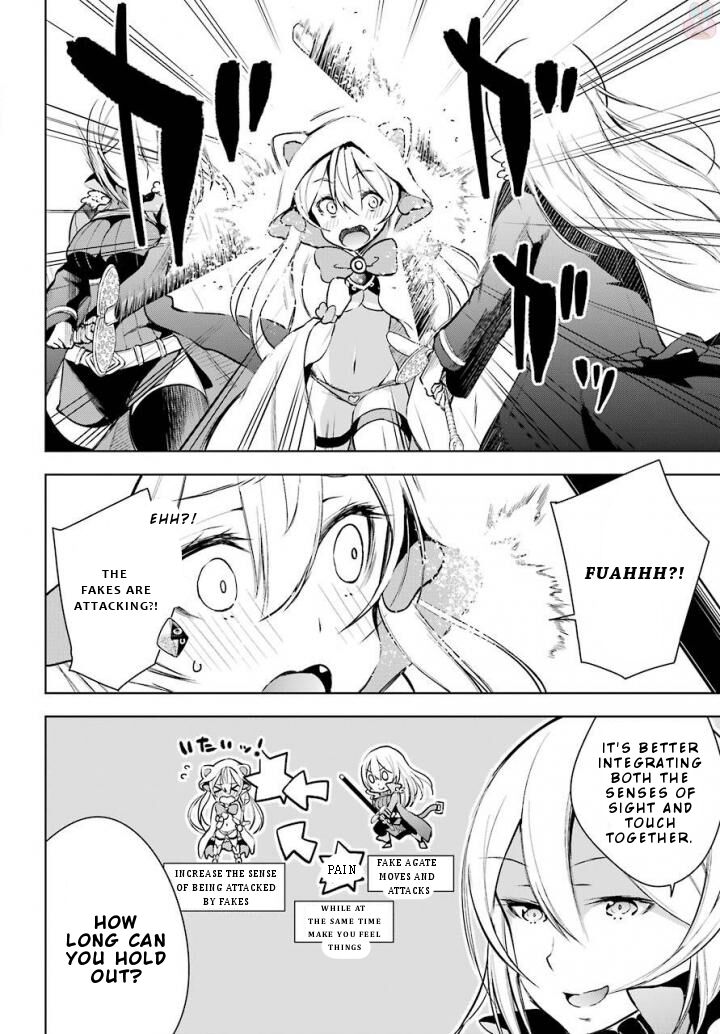 ガガガッ
FUAHHH?!
EHH?!
THE
FAKES ARE
ATTACKING?!
IT'S BETTER
INTEGRATING
BOTH THE
SENSES OF
SIGHT AND
TOUCH
TOGETHER.
いたいッ!
FAKE AGATE
MOVES AND
ATTACKS
PAIN
WHILE AT
THE SAME TIME
MAKE YOU FEEL
THINGS
INCREASE THE SENSE
OF BEING ATTACKED
BY FAKES
HOW
LONG CAN
YOU HOLD
OUT?